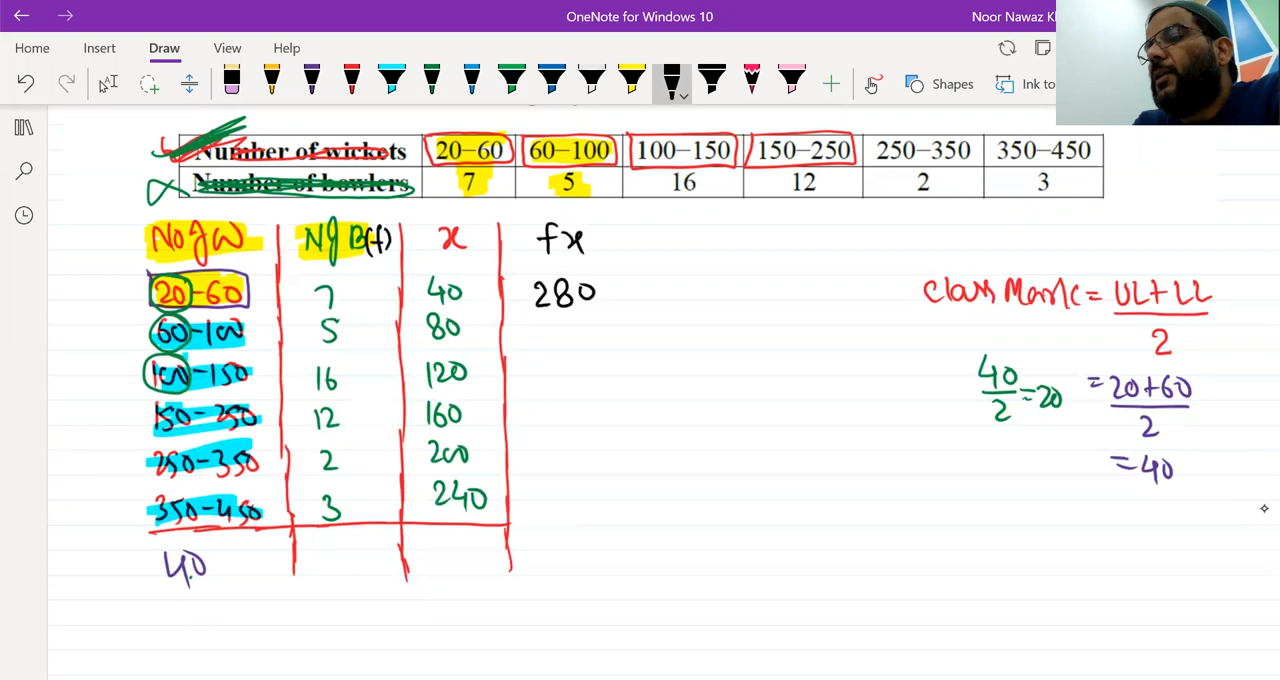 OneNote for Windows 10
Noor Nawaz Kh
Home Insert Draw View Help
Shapes
Ink to
Number of wickets 20–60 60–100 100–150 150–250 250–350 350–450
Number of bowlers 7 5 16 12 2 3
No of W N of B(f) x fx
20-60 7 40 280
60-100 5 80
100-150 16 120
150-250 12 160
250-350 2 200
350-450 3 240
40
Class Mark = UL+LL
2
40
2 =20
= 20+60
2
= 40